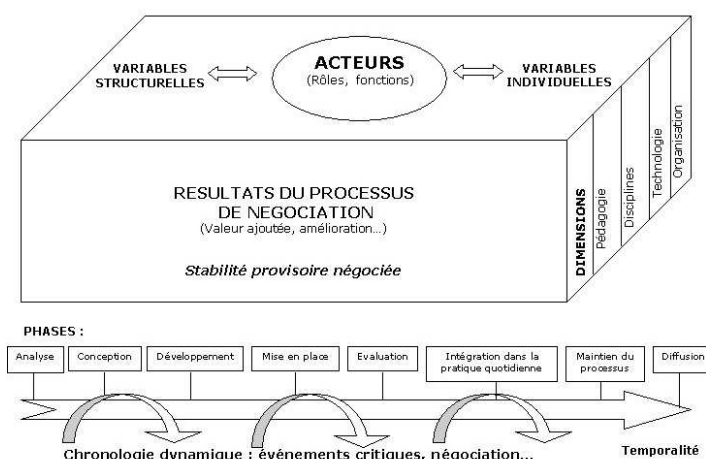 VARIABLES
STRUCTURELLES
ACTEURS
(Rôles, fonctions)
VARIABLES
INDIVIDUELLES
RESULTATS DU PROCESSUS
DE NEGOCIATION
(Valeur ajoutée, amélioration...)
Stabilité provisoire négociée
DIMENSIONS
Pédagogie
Disciplines
Technologie
Organisation
PHASES :
Analyse
Conception
Développement
Mise en place
Evaluation
Intégration dans la
pratique quotidienne
Maintien du
processus
Diffusion
Chronologie dynamique : événements critiques, négociation...
Temporalité